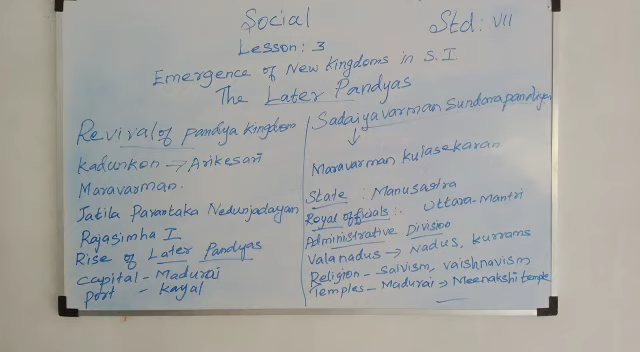 Social
Std: VII
Lesson: 3
Emergence of New Kingdoms in S.I
The Later Pandyas
Revival of Pandya Kingdom
Kadunkon → Arikesari
Maravarman.
Jatila Parantaka Nedunjadayan
Rajasimha I
Rise of Later Pandyas
Capital - Madurai
Port - Kayal
Sadaiyavarman Sundarapandiyan
↓
Maravarman kulasekaran
State : Manusastra
Royal officials :. Uttara-Mantri
Administrative Division
Valanadus → Nadus, kurrams
Religion - Saivism, Vaishnavism
Temples - Madurai → Meenakshi temple